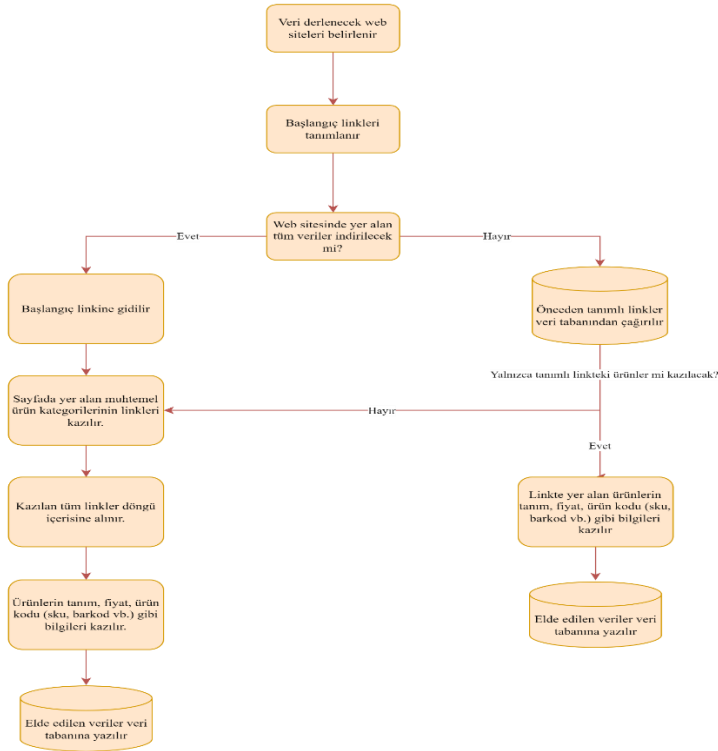 Veri derlenecek web
siteleri belirlenir
Başlangıç linkleri
tanımlanır
Web sitesinde yer alan
tüm veriler indirilecek
mi?
Evet
Hayır
Başlangıç linkine gidilir
Önceden tanımlı linkler
veri tabanından çağırılır
Yalnızca tanımlı linkteki ürünler mi kazılacak?
Sayfada yer alan muhtemel
ürün kategorilerinin linkleri
kazılır.
Hayır
Evet
Kazılan tüm linkler döngü
içerisine alınır.
Linkte yer alan ürünlerin
tanım, fiyat, ürün kodu (sku,
barkod vb.) gibi bilgileri
kazılır
Ürünlerin tanım, fiyat, ürün
kodu (sku, barkod vb.) gibi
bilgileri kazılır.
Elde edilen veriler veri
tabanına yazılır
Elde edilen veriler veri
tabanına yazılır